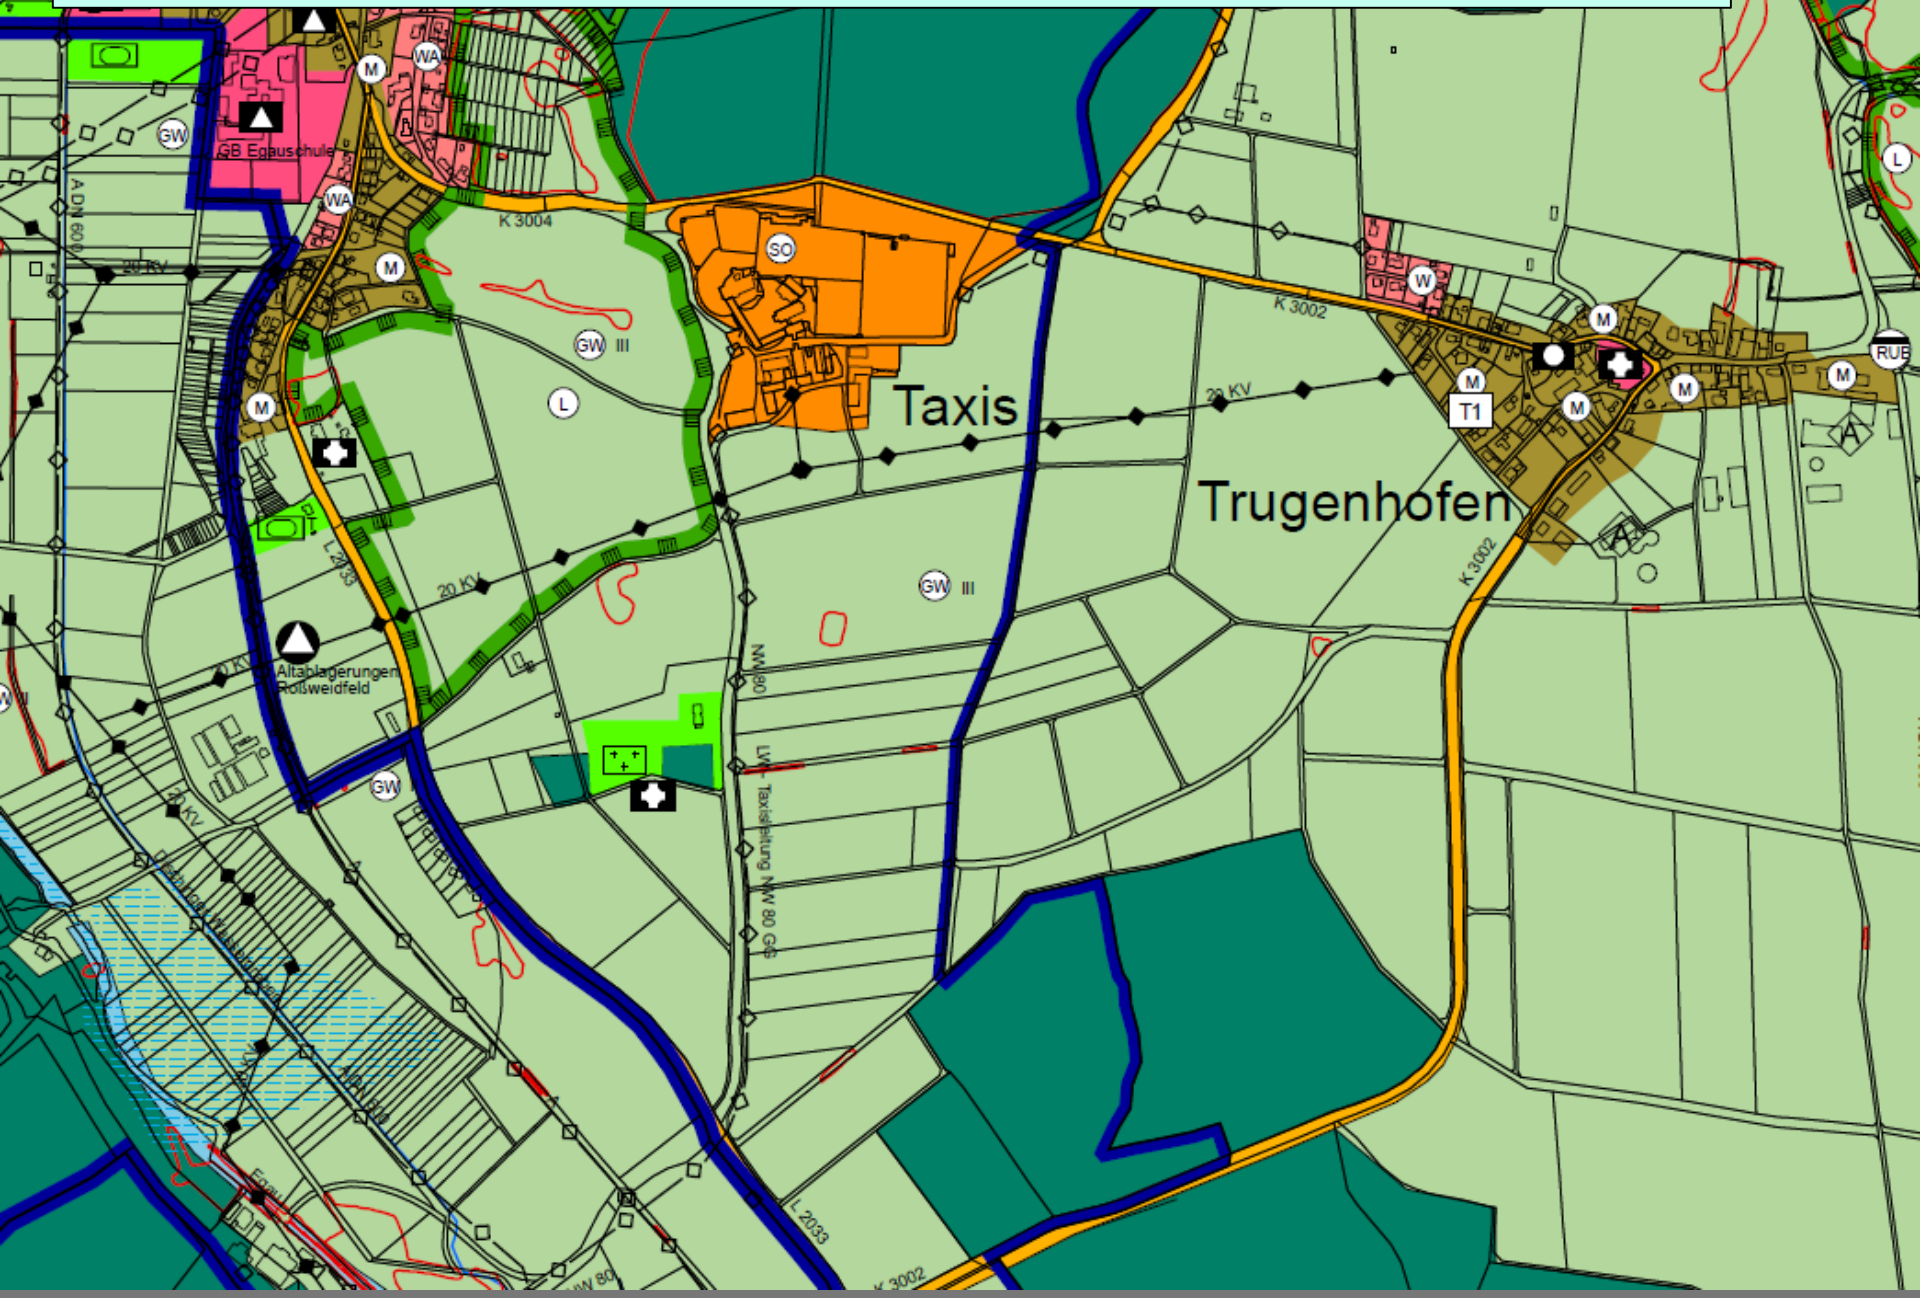 M
WA
GW
GB Egauschule
WA
A DN 600
K 3004
L
SO
M
20 KV
W
K 3002
M
GW III
RUB
M
L
Taxis
20 KV
M
M
M
T1
M
M
Trugenhofen
A
A
L 2033
20 KV
K 3002
GW III
20 KV
Altablagerungen
Roßweidfeld
NW 80
GW
20 KV
LW - Taxisleitung NW 80 GG
Egau
L 2033
NW 80
K 3002